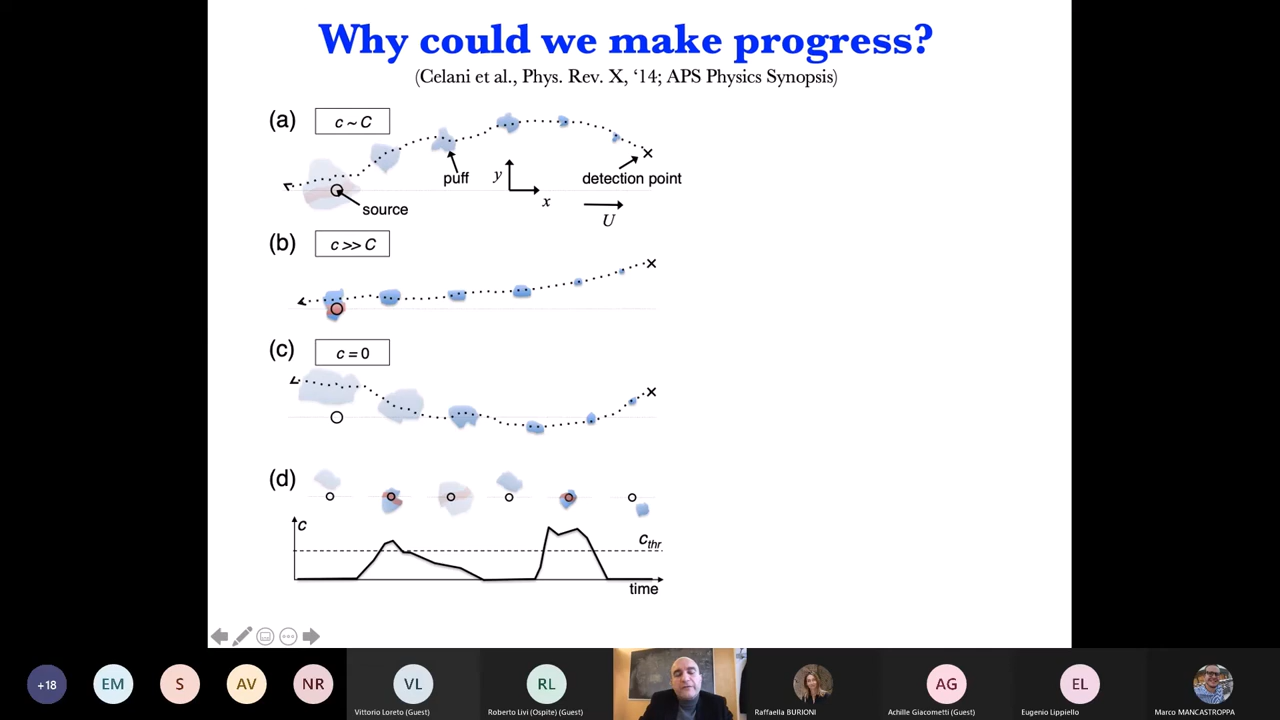 Why could we make progress?
(Celani et al., Phys. Rev. X, ‘14; APS Physics Synopsis)
(a)
c ~ C
puff
y
x
detection point
source
U
(b)
c >> C
(c)
c = 0
(d)
c
cthr
time
+18
EM
S
AV
NR
VL
Vittorio Loreto (Guest)
RL
Roberto Livi (Ospite) (Guest)
Raffaella BURIONI
AG
Achille Giacometti (Guest)
EL
Eugenio Lippiello
Marco MANCASTROPPA